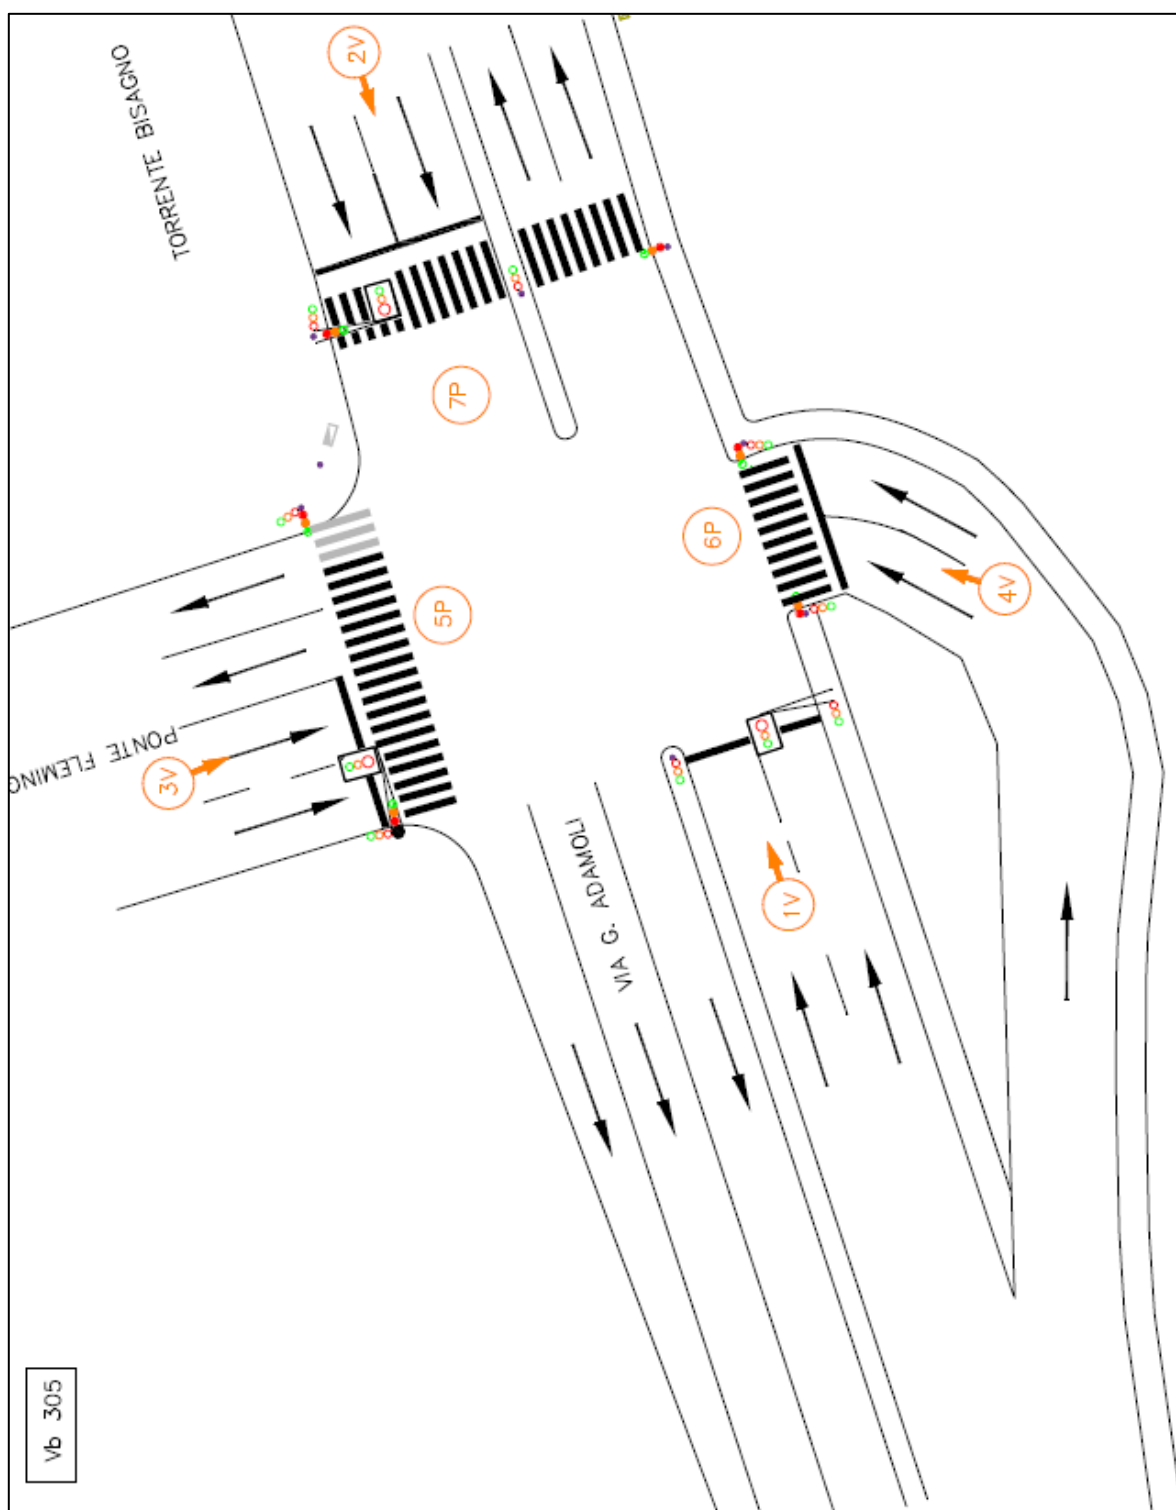 TORRENTE BISAGNO
2V
7P
5P
6P
4V
PONTE FLEMING
3V
VIA G. ADAMOLI
1V
Vb 305